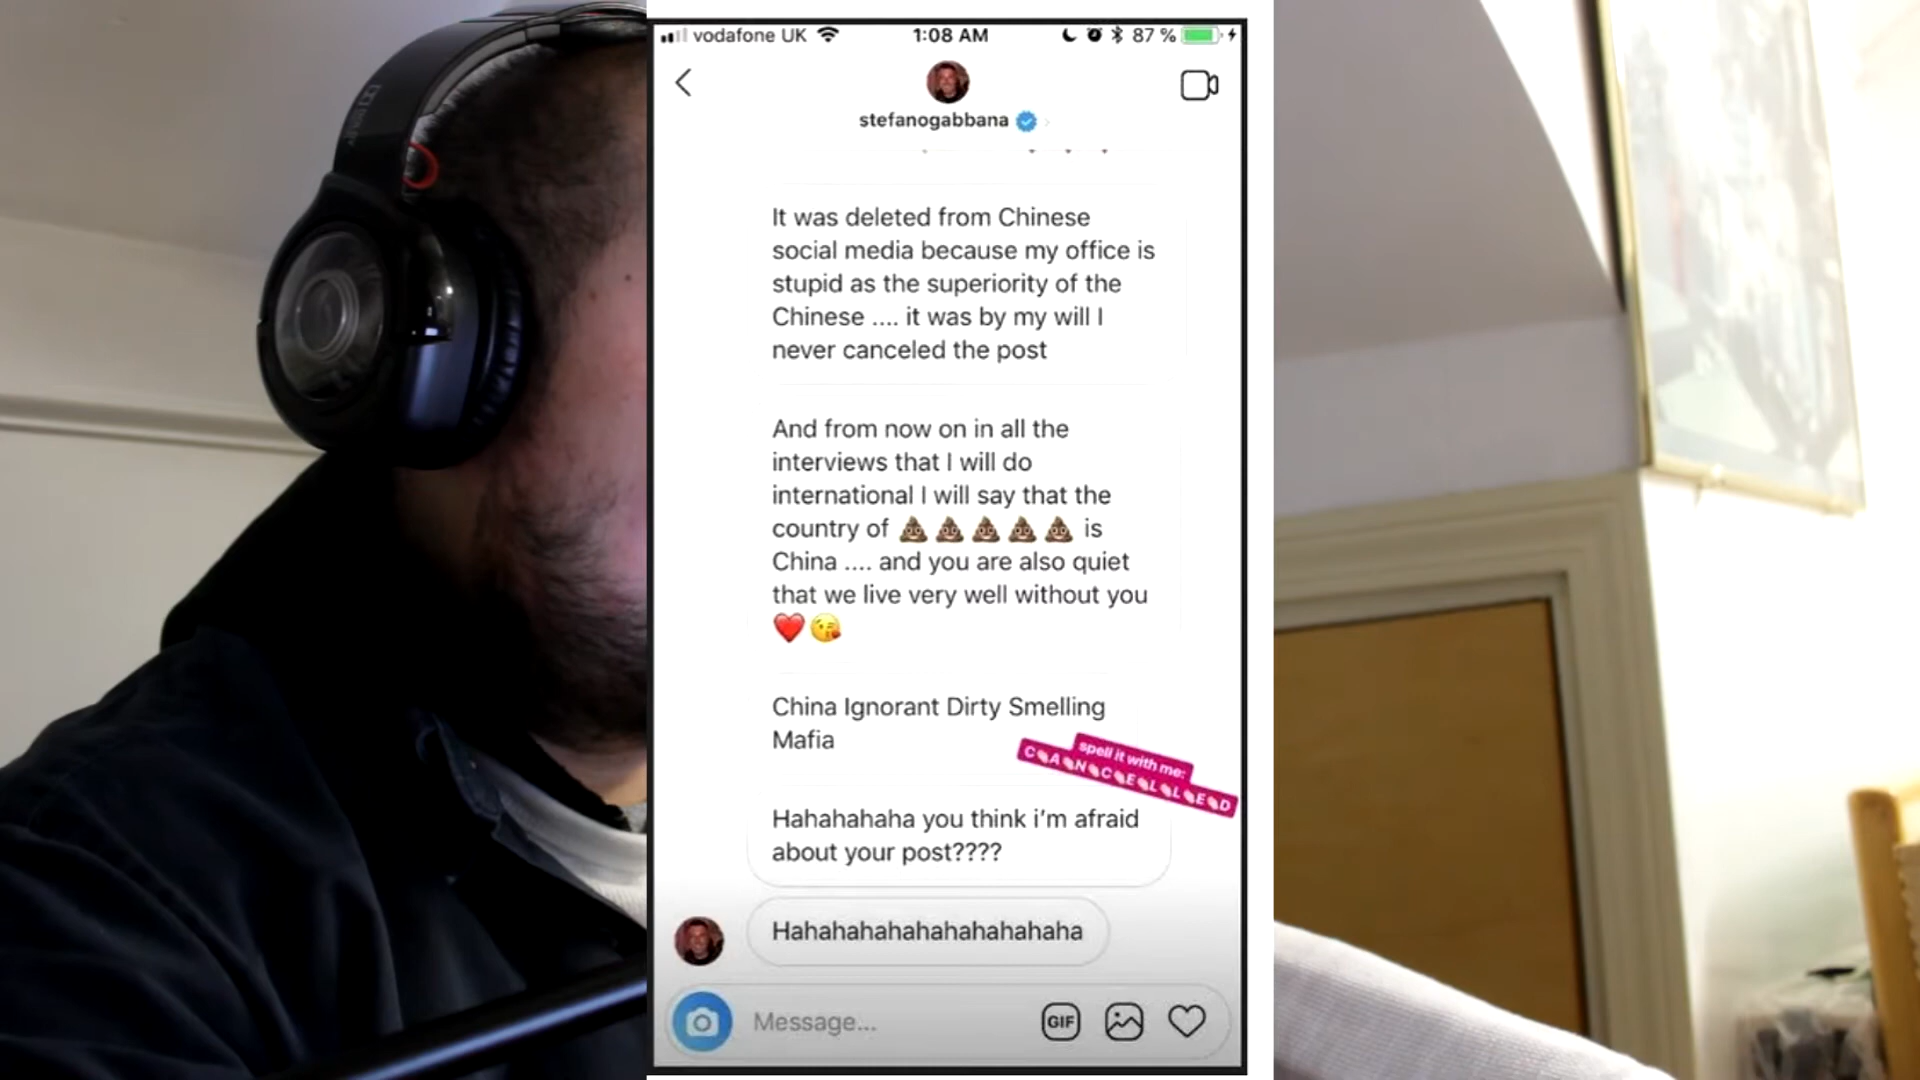 vodafone UK
1:08 AM
87 %
stefanogabbana
It was deleted from Chinese
social media because my office is
stupid as the superiority of the
Chinese .... it was by my will I
never canceled the post
And from now on in all the
interviews that I will do
international I will say that the
country of 💩💩💩💩💩 is
China .... and you are also quiet
that we live very well without you
❤️😘
China Ignorant Dirty Smelling
Mafia
spell it with me:
C👏A👏N👏C👏E👏L👏L👏E👏D
Hahahahaha you think i'm afraid
about your post????
Hahahahahahahahahahaha
Message...
GIF